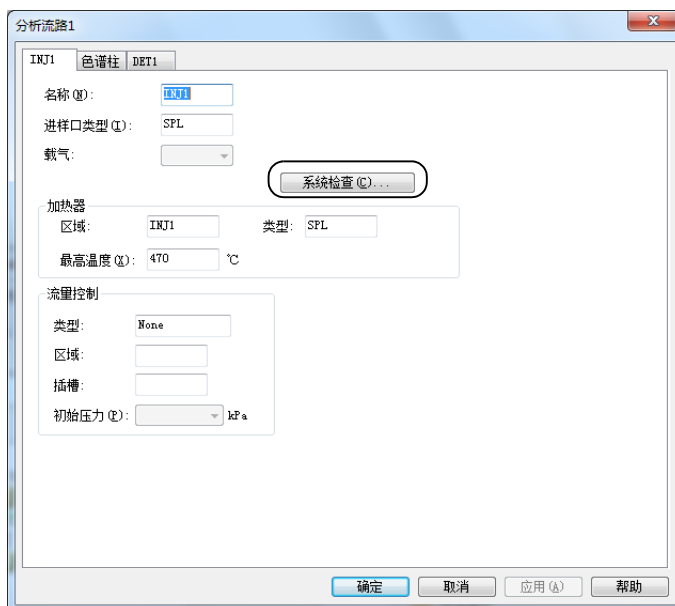 分析流路1
INJ1 色谱柱 DET1
名称(N): INJ1
进样口类型(I): SPL
载气:
系统检查(C)...
加热器
区域: INJ1 类型: SPL
最高温度(X): 470 ℃
流量控制
类型: None
区域:
插槽:
初始压力(P): kPa
确定 取消 应用(A) 帮助